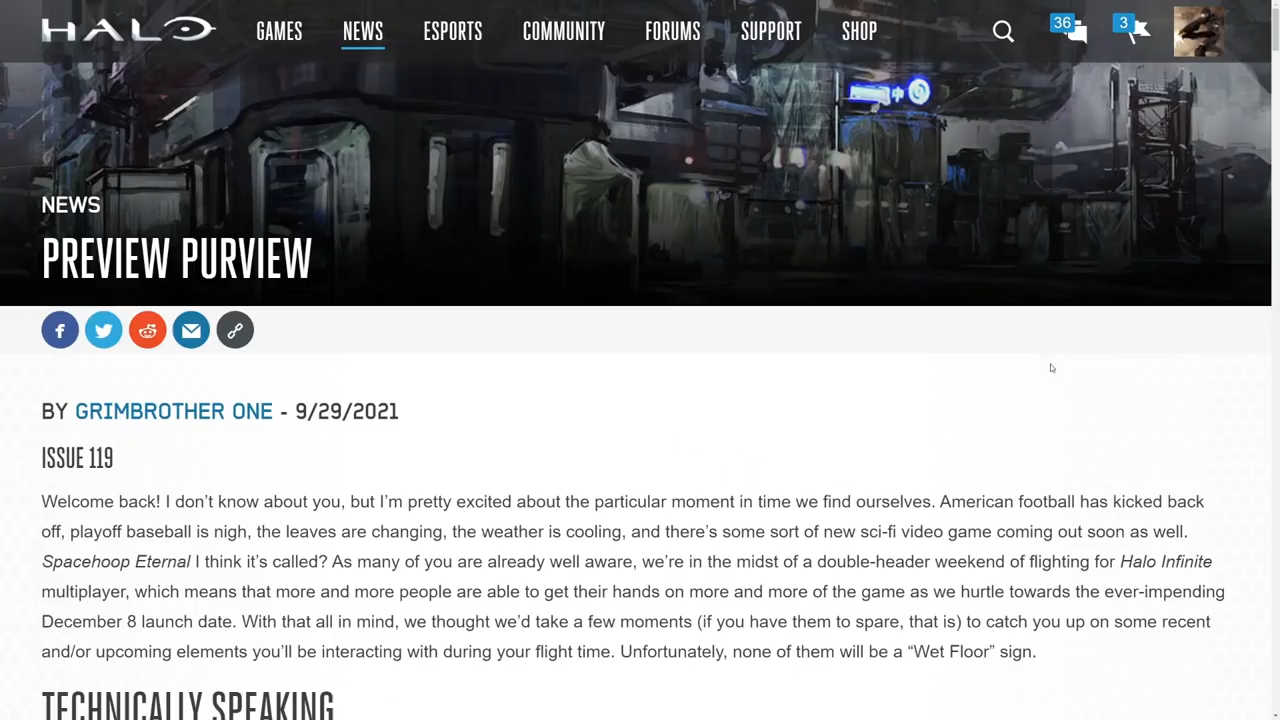 HALO
GAMES NEWS ESPORTS COMMUNITY FORUMS SUPPORT SHOP 36 3
NEWS
PREVIEW PURVIEW
BY GRIMBROTHER ONE - 9/29/2021
ISSUE 119
Welcome back! I don’t know about you, but I’m pretty excited about the particular moment in time we find ourselves. American football has kicked back
off, playoff baseball is nigh, the leaves are changing, the weather is cooling, and there’s some sort of new sci-fi video game coming out soon as well.
Spacehoop Eternal I think it’s called? As many of you are already well aware, we’re in the midst of a double-header weekend of flighting for Halo Infinite
multiplayer, which means that more and more people are able to get their hands on more and more of the game as we hurtle towards the ever-impending
December 8 launch date. With that all in mind, we thought we’d take a few moments (if you have them to spare, that is) to catch you up on some recent
and/or upcoming elements you’ll be interacting with during your flight time. Unfortunately, none of them will be a “Wet Floor” sign.
TECHNICALLY SPEAKING